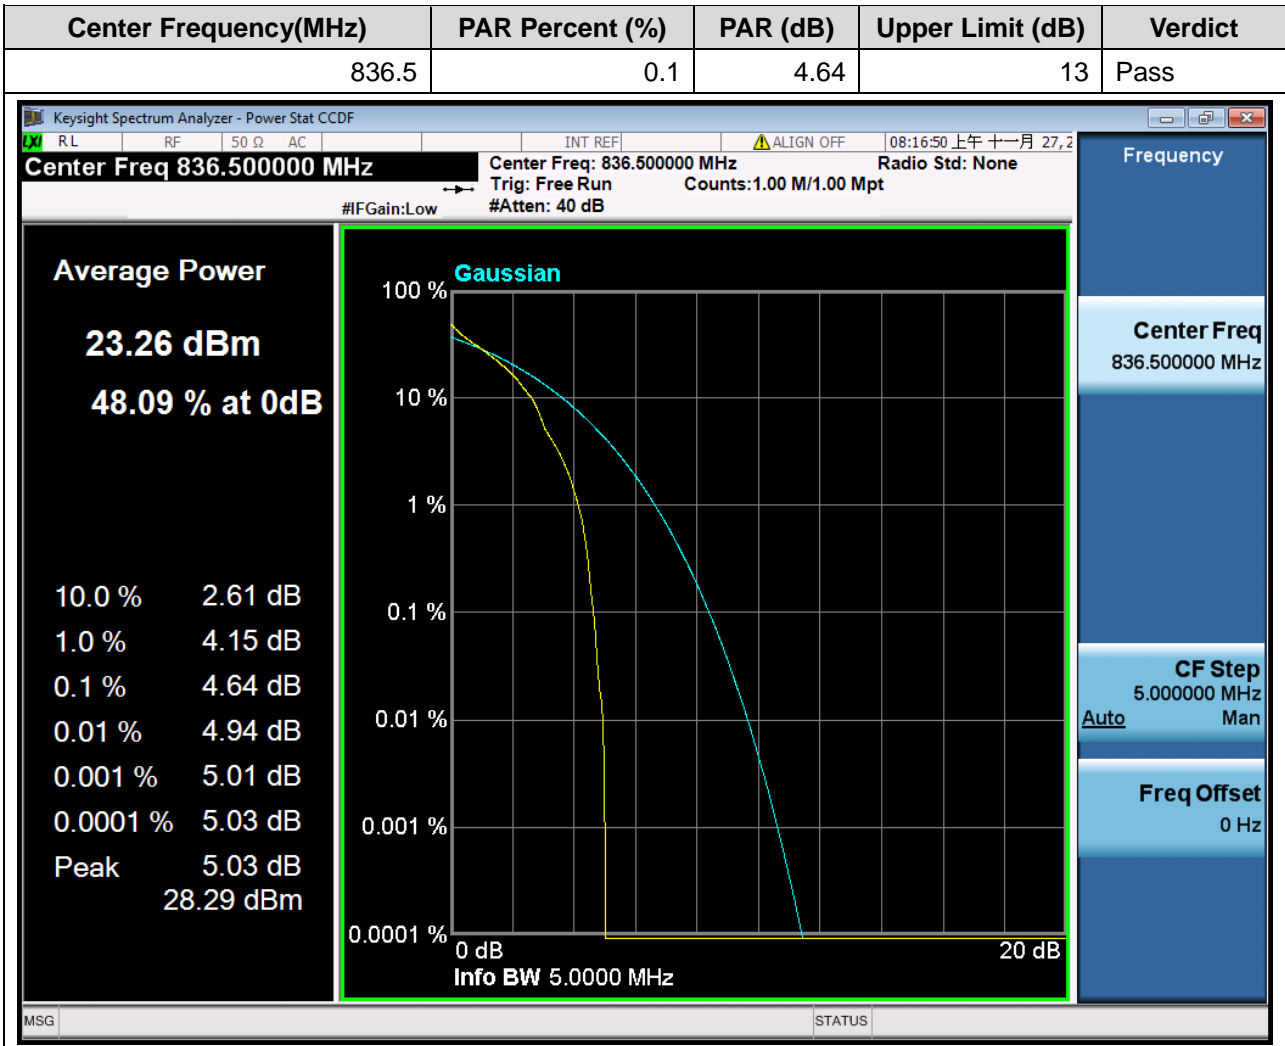 Center Frequency(MHz) PAR Percent (%) PAR (dB) Upper Limit (dB) Verdict
836.5 0.1 4.64 13 Pass
Keysight Spectrum Analyzer - Power Stat CCDF
LXI RL RF 50 Ω AC INT REF ALIGN OFF 08:16:50 上午 十一月 27, 2
Center Freq 836.500000 MHz
Center Freq: 836.500000 MHz Radio Std: None
Trig: Free Run Counts:1.00 M/1.00 Mpt
#IFGain:Low #Atten: 40 dB
Average Power
23.26 dBm
48.09 % at 0dB
10.0 % 2.61 dB
1.0 % 4.15 dB
0.1 % 4.64 dB
0.01 % 4.94 dB
0.001 % 5.01 dB
0.0001 % 5.03 dB
Peak 5.03 dB
28.29 dBm
Gaussian
100 %
10 %
1 %
0.1 %
0.01 %
0.001 %
0.0001 %
0 dB 20 dB
Info BW 5.0000 MHz
Frequency
Center Freq
836.500000 MHz
CF Step
5.000000 MHz
Auto Man
Freq Offset
0 Hz
MSG STATUS